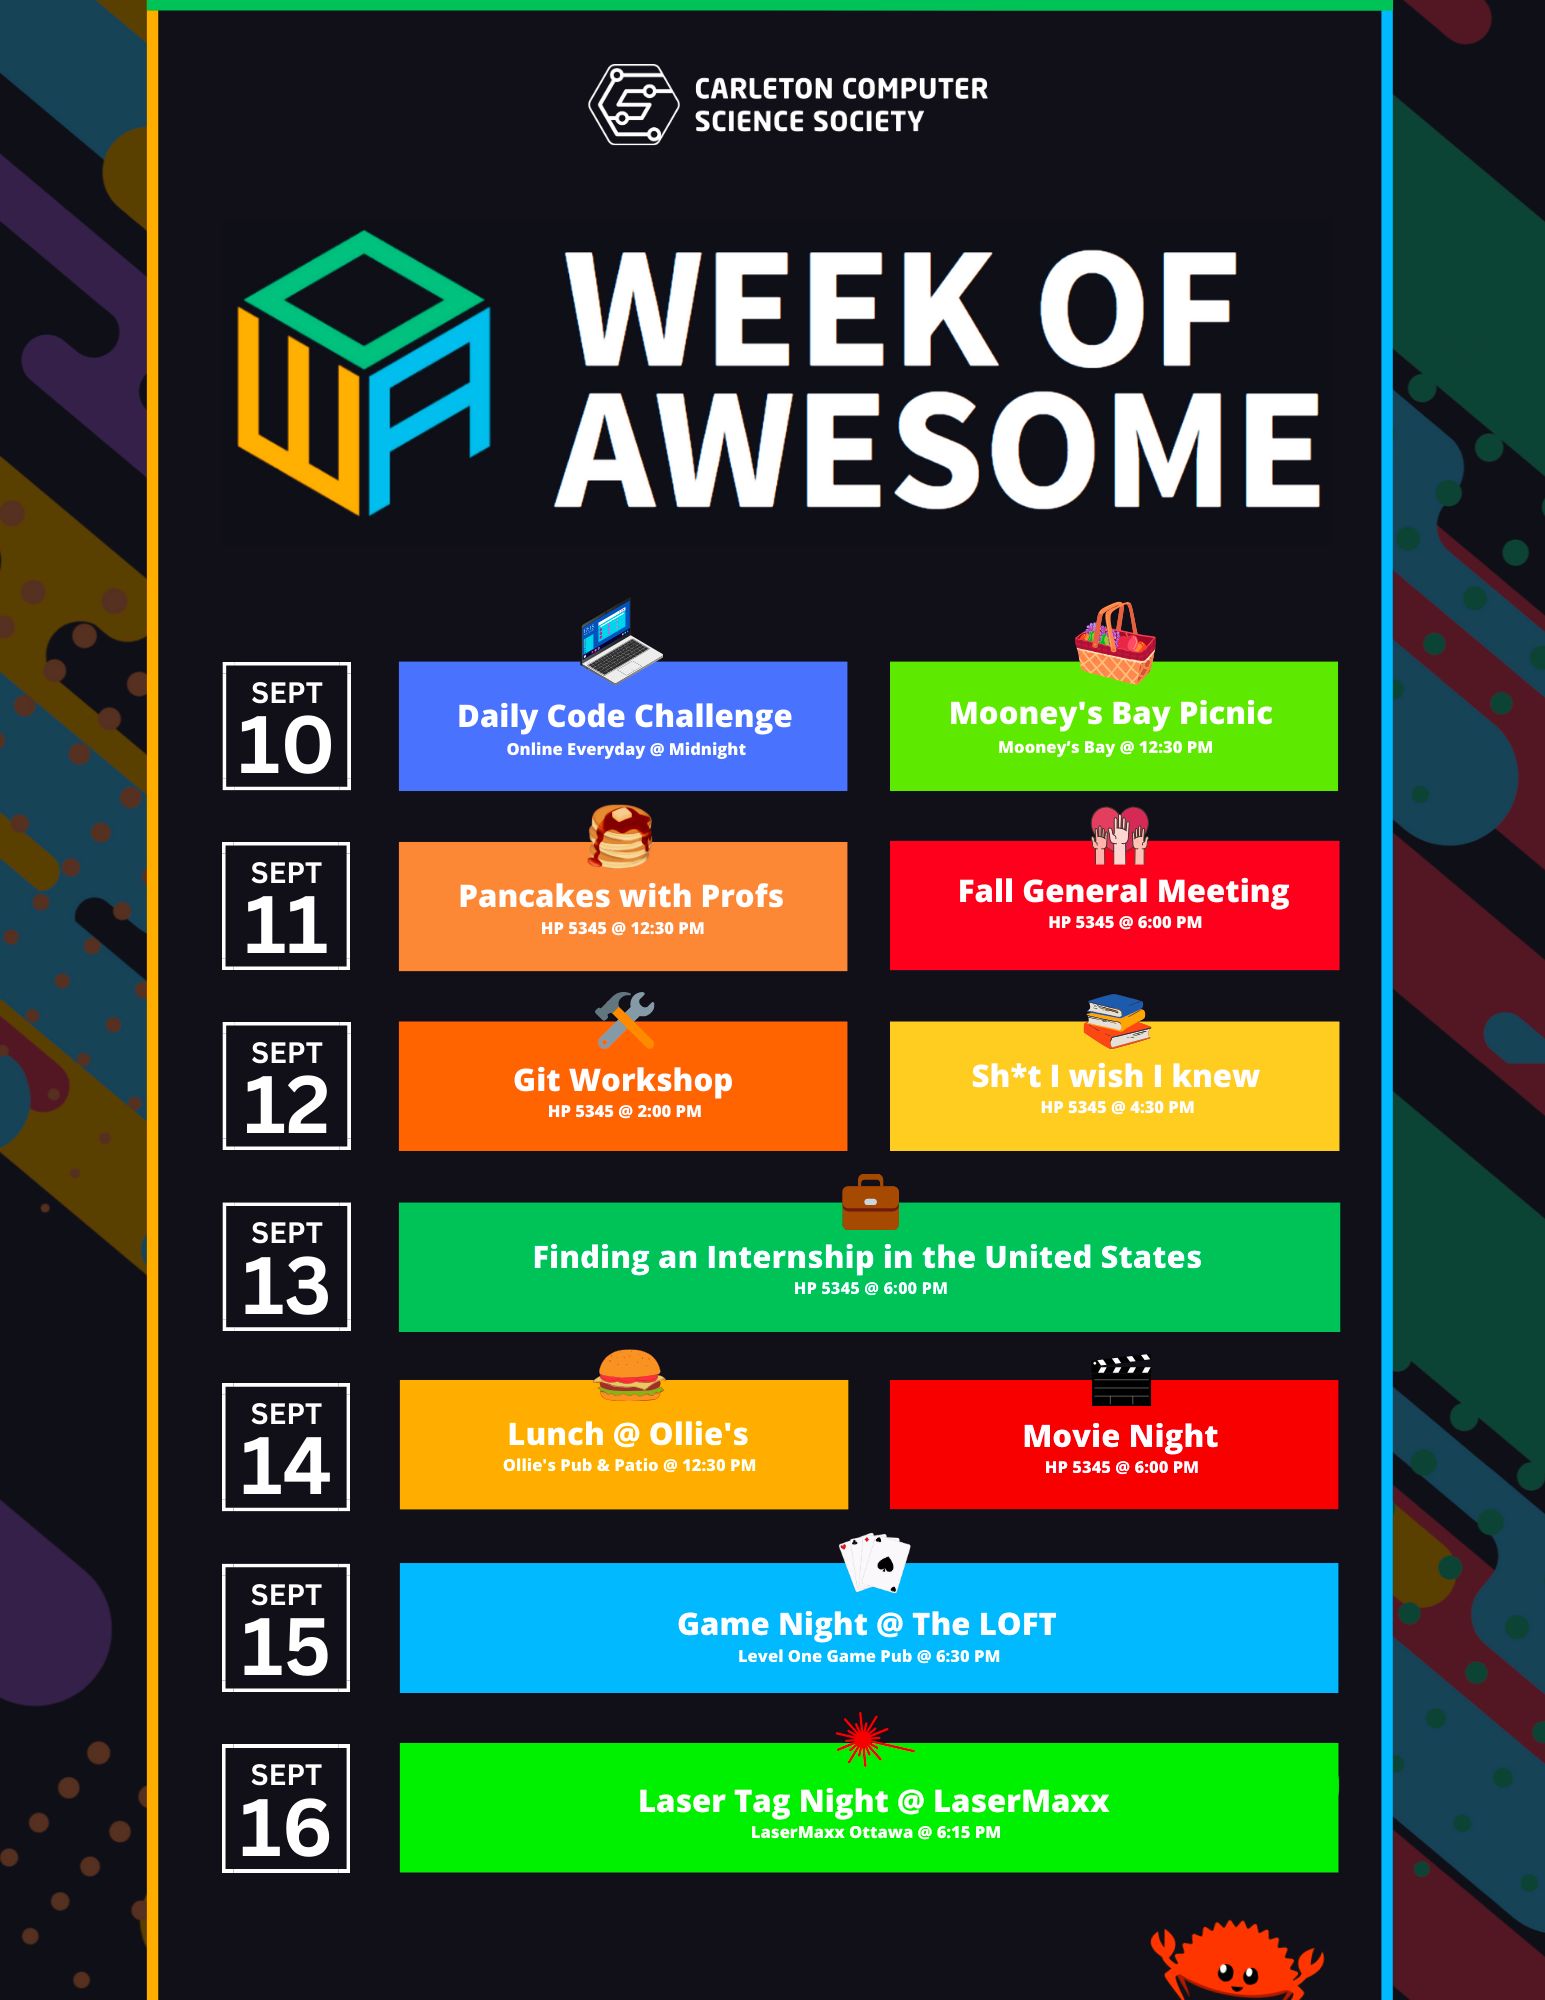 CARLETON COMPUTER
SCIENCE SOCIETY
WOA
WEEK OF
AWESOME
SEPT
10
Daily Code Challenge
Online Everyday @ Midnight
Mooney's Bay Picnic
Mooney's Bay @ 12:30 PM
SEPT
11
Pancakes with Profs
HP 5345 @ 12:30 PM
Fall General Meeting
HP 5345 @ 6:00 PM
SEPT
12
Git Workshop
HP 5345 @ 2:00 PM
Sh*t I wish I knew
HP 5345 @ 4:30 PM
SEPT
13
Finding an Internship in the United States
HP 5345 @ 6:00 PM
SEPT
14
Lunch @ Ollie's
Ollie's Pub & Patio @ 12:30 PM
Movie Night
HP 5345 @ 6:00 PM
SEPT
15
Game Night @ The LOFT
Level One Game Pub @ 6:30 PM
SEPT
16
Laser Tag Night @ LaserMaxx
LaserMaxx Ottawa @ 6:15 PM